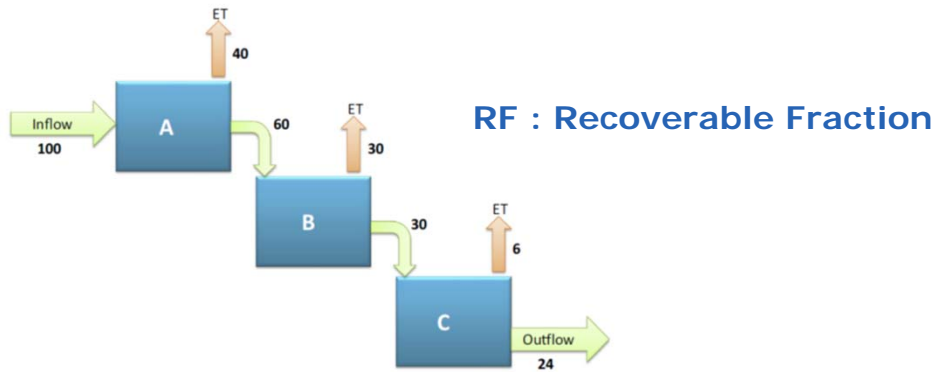 ET
40
Inflow
100
A
60
ET
30
RF : Recoverable Fraction
B
30
ET
6
C
Outflow
24